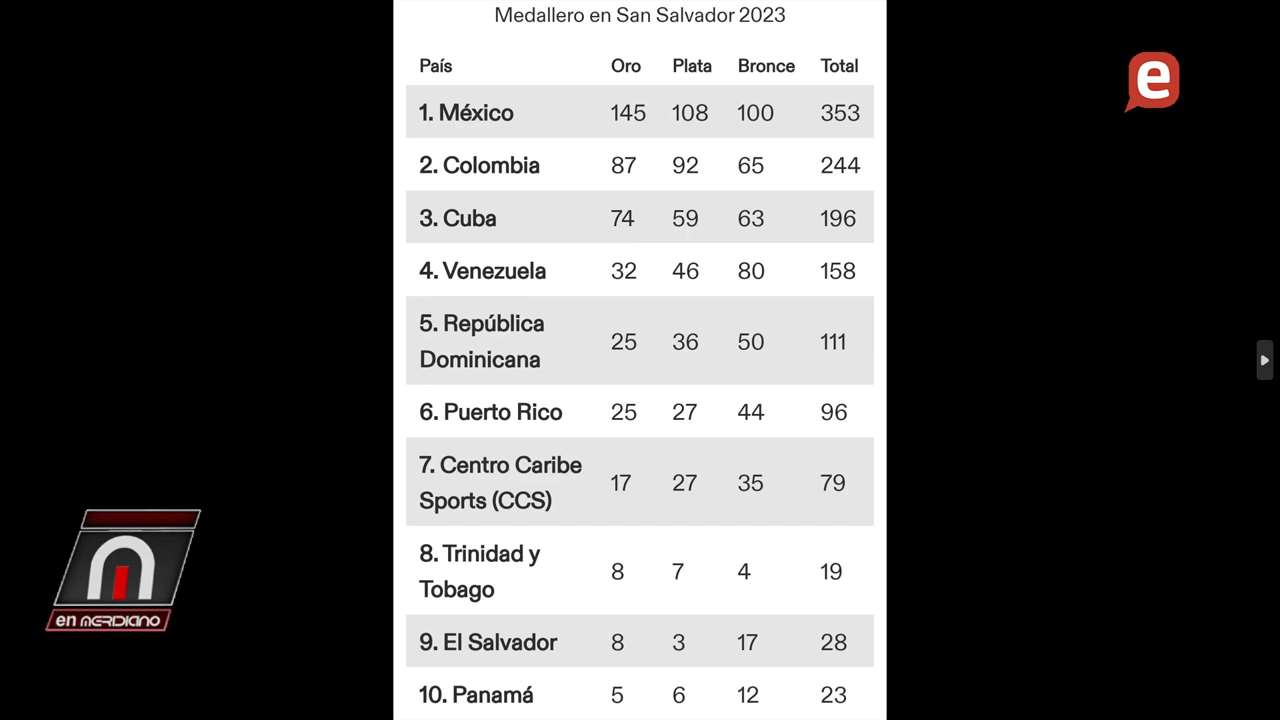 Medallero en San Salvador 2023
País Oro Plata Bronce Total
1. México 145 108 100 353
2. Colombia 87 92 65 244
3. Cuba 74 59 63 196
4. Venezuela 32 46 80 158
5. República
Dominicana 25 36 50 111
6. Puerto Rico 25 27 44 96
7. Centro Caribe
Sports (CCS) 17 27 35 79
8. Trinidad y
Tobago 8 7 4 19
9. El Salvador 8 3 17 28
10. Panamá 5 6 12 23
e
en MERIDIANO